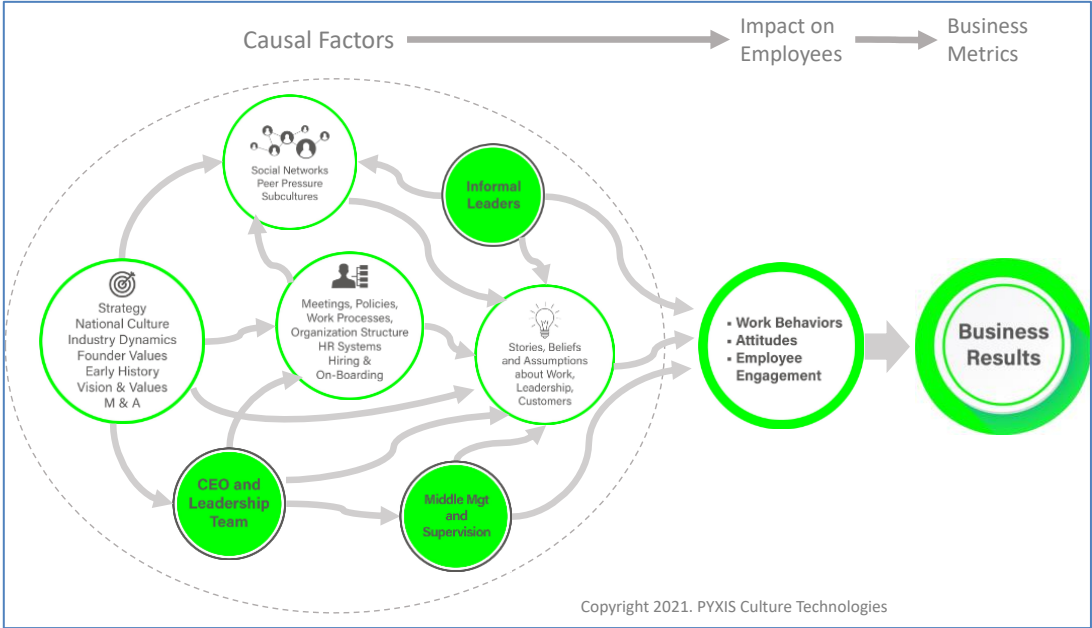 Causal Factors
Impact on
Employees
Business
Metrics
Social Networks
Peer Pressure
Subcultures
Informal
Leaders
Strategy
National Culture
Industry Dynamics
Founder Values
Early History
Vision & Values
M & A
Meetings, Policies,
Work Processes,
Organization Structure
HR Systems
Hiring &
On-Boarding
Stories, Beliefs
and Assumptions
about Work,
Leadership,
Customers
CEO and
Leadership
Team
Middle Mgt
and
Supervision
▪ Work Behaviors
▪ Attitudes
▪ Employee
Engagement
Business
Results
Copyright 2021. PYXIS Culture Technologies